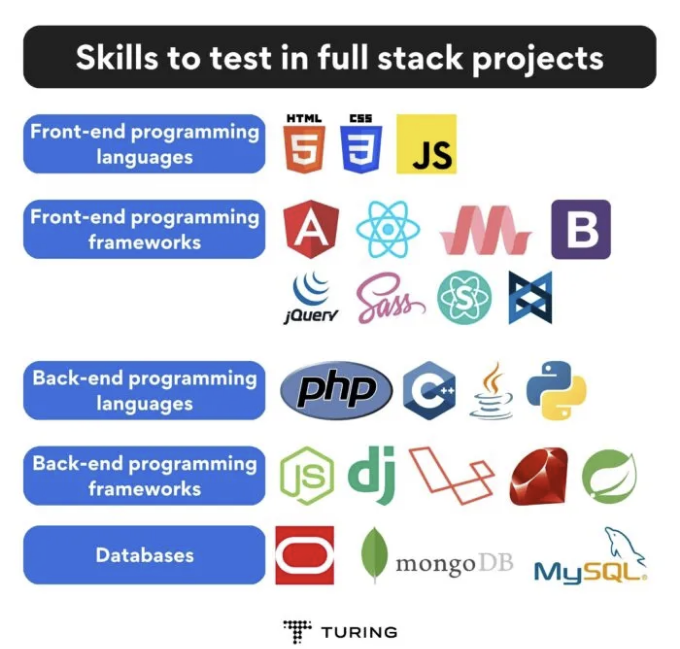 Skills to test in full stack projects
Front-end programming
languages
HTML
5
CSS
3
JS
Front-end programming
frameworks
A
B
jQuery
Sass
S
Back-end programming
languages
php
C++
Java
Back-end programming
frameworks
JS
dj
Databases
mongoDB
MySQL.
TURING